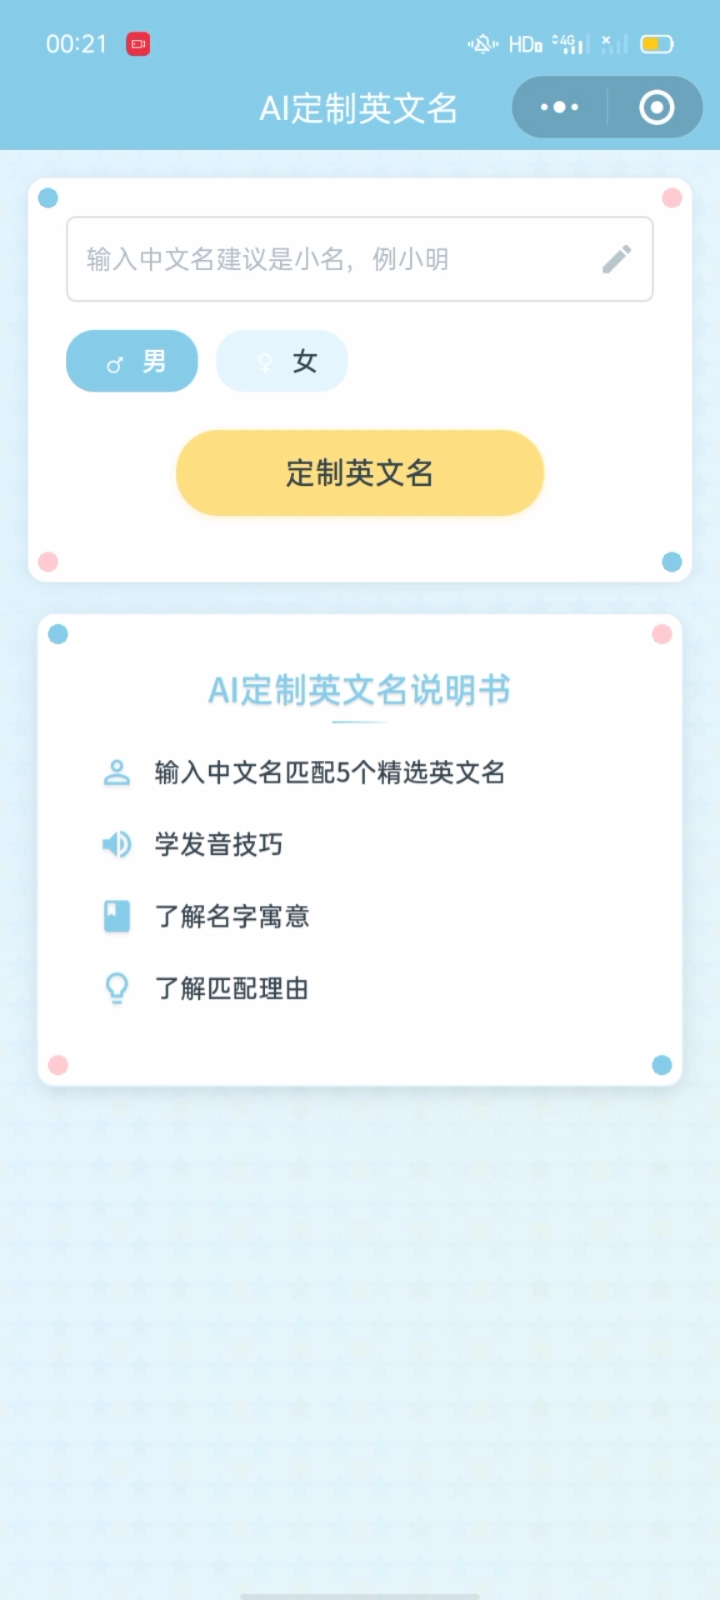 00:21 HD 4G
AI定制英文名
输入中文名建议是小名，例小明
♂ 男 ♀ 女
定制英文名
AI定制英文名说明书
输入中文名匹配5个精选英文名
学发音技巧
了解名字寓意
了解匹配理由